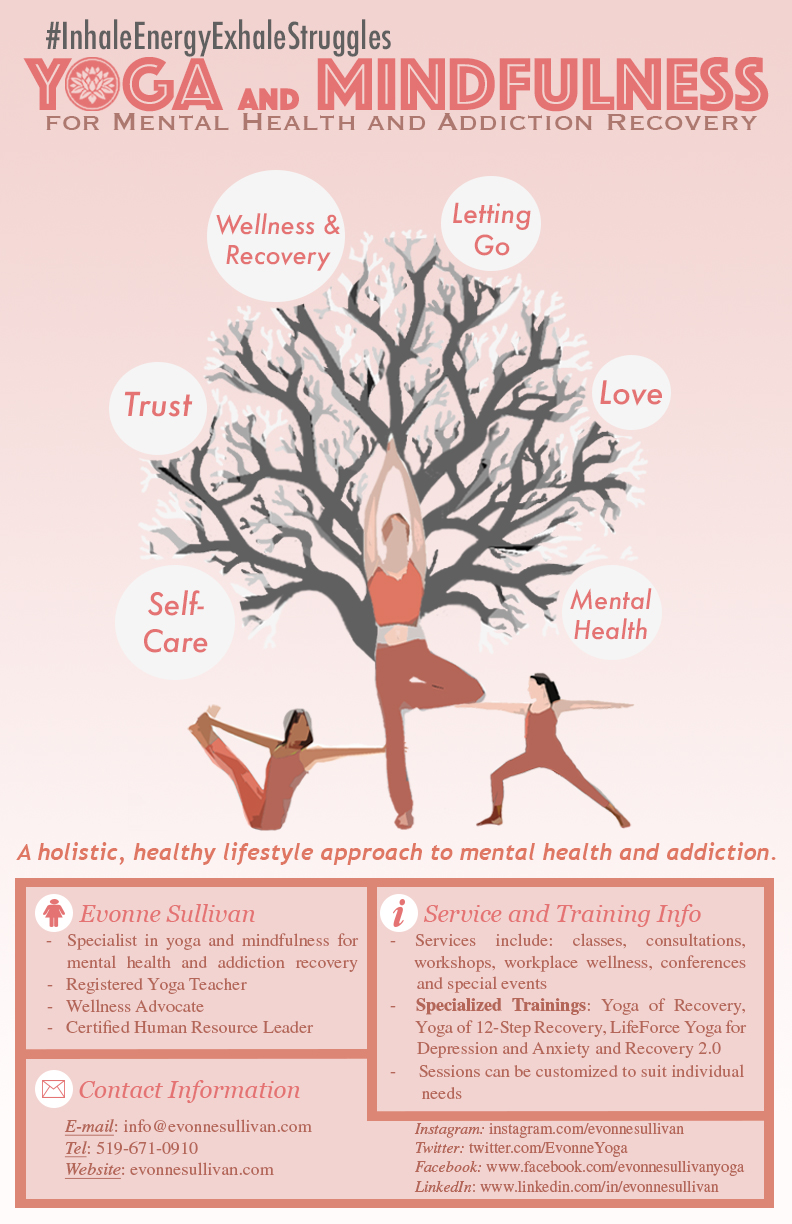 #InhaleEnergyExhaleStruggles
YOGA AND MINDFULNESS
FOR MENTAL HEALTH AND ADDICTION RECOVERY
Wellness &
Recovery
Letting
Go
Trust
Love
Self-
Care
Mental
Health
A holistic, healthy lifestyle approach to mental health and addiction.
Evonne Sullivan
- Specialist in yoga and mindfulness for
mental health and addiction recovery
- Registered Yoga Teacher
- Wellness Advocate
- Certified Human Resource Leader
Service and Training Info
- Services include: classes, consultations,
workshops, workplace wellness, conferences
and special events
- Specialized Trainings: Yoga of Recovery,
Yoga of 12-Step Recovery, LifeForce Yoga for
Depression and Anxiety and Recovery 2.0
- Sessions can be customized to suit individual
needs
Contact Information
E-mail: info@evonnesullivan.com
Tel: 519-671-0910
Website: evonnesullivan.com
Instagram: instagram.com/evonnesullivan
Twitter: twitter.com/EvonneYoga
Facebook: www.facebook.com/evonnesullivanyoga
LinkedIn: www.linkedin.com/in/evonnesullivan